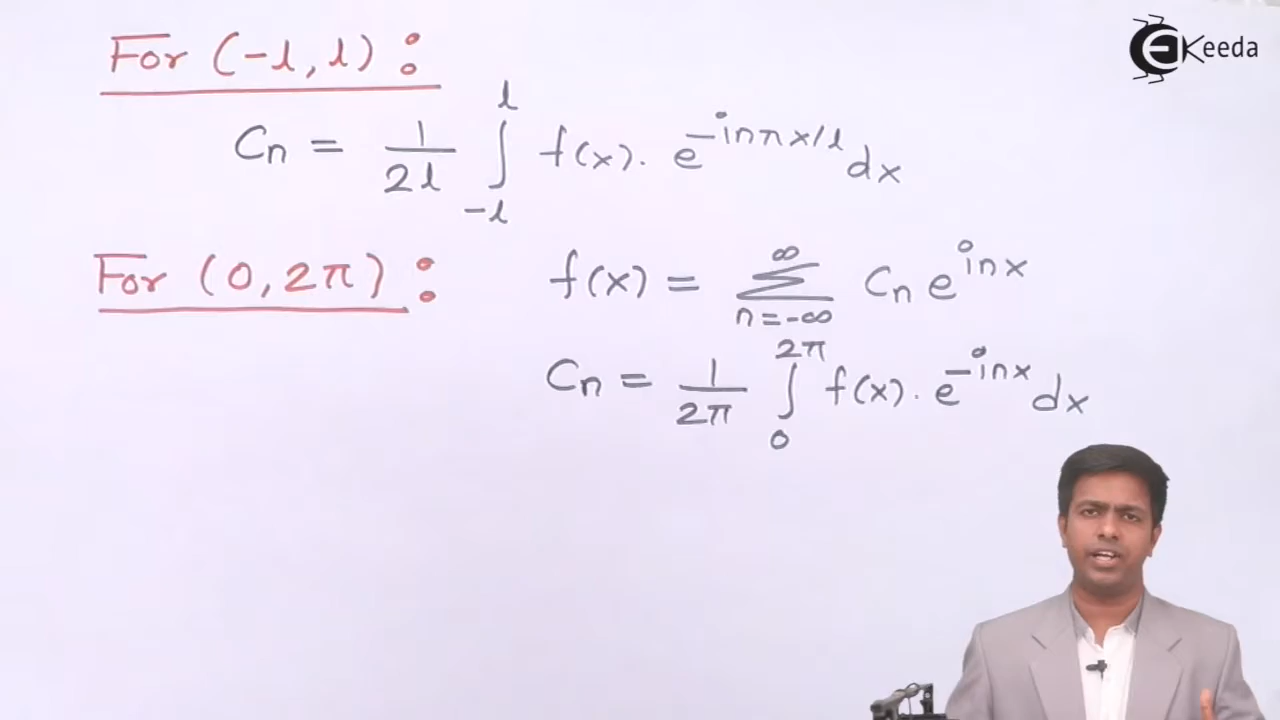 For (-l, l) :
EKeeda
Cn = 1/2l ∫_{-l}^{l} f(x). e^{-inπx/l} dx
For (0, 2π) :
f(x) = ∑_{n=-∞}^{∞} Cn e^{inx}
Cn = 1/2π ∫_{0}^{2π} f(x). e^{-inx} dx